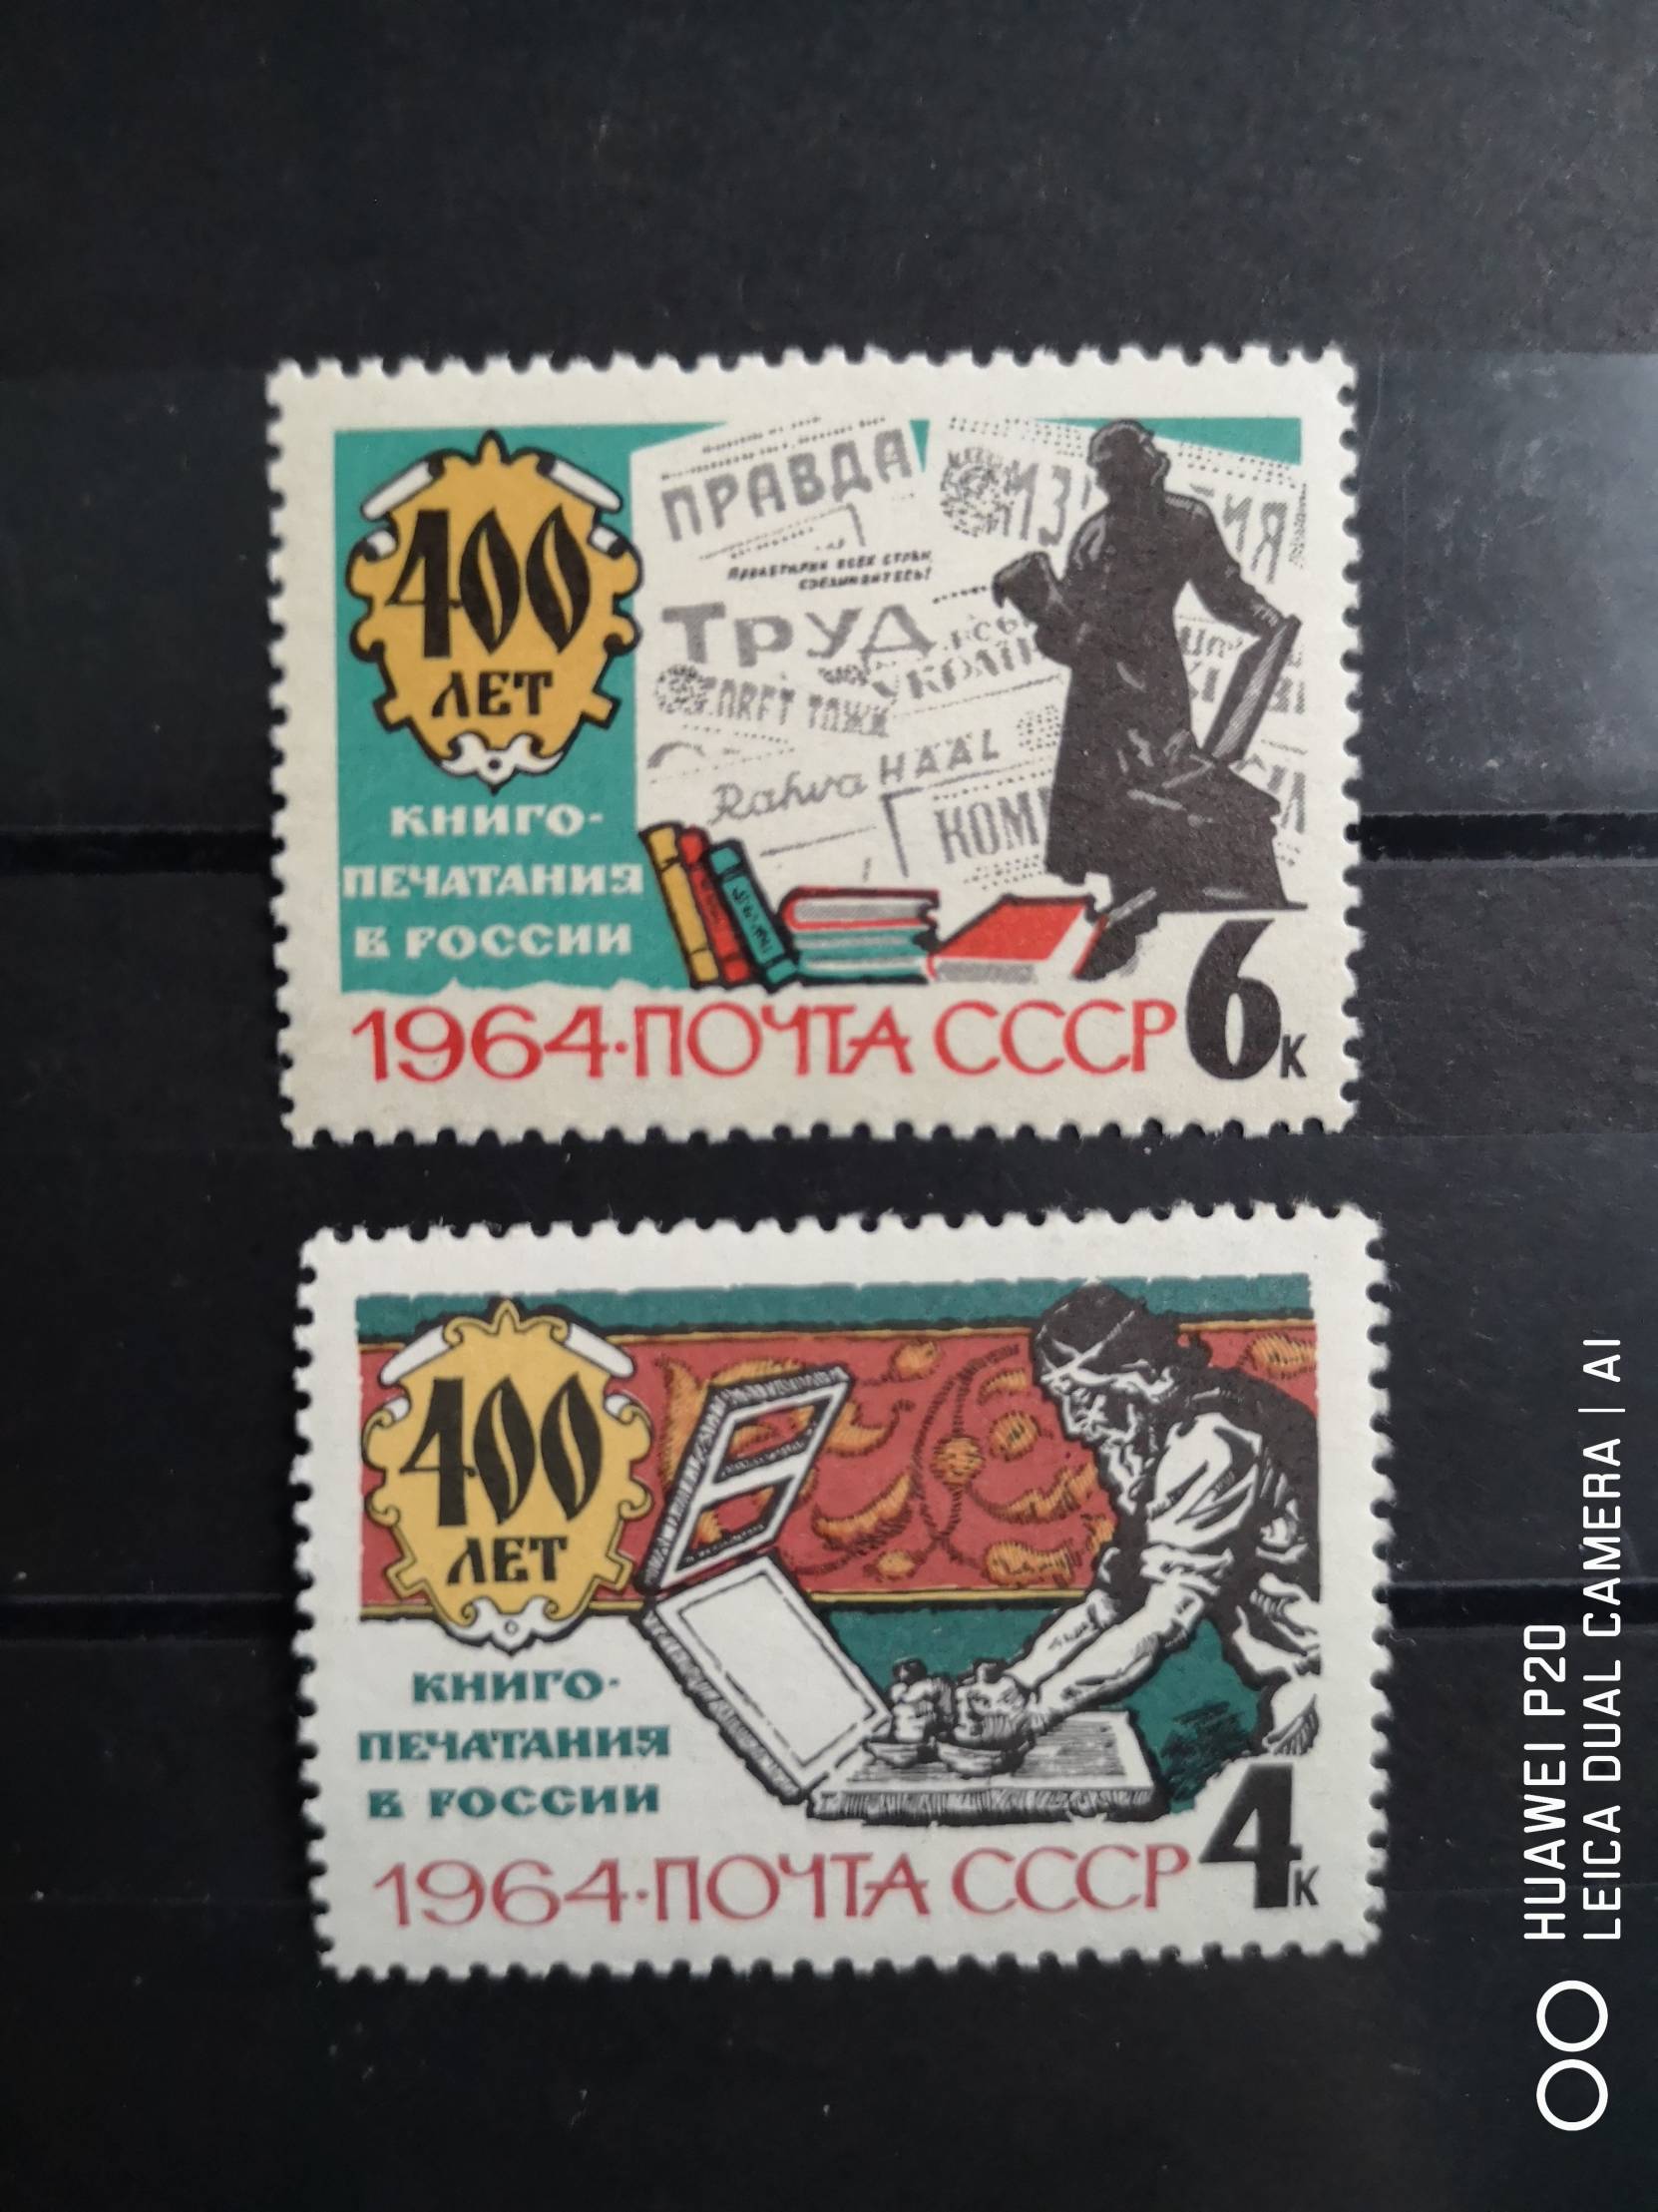 400
ЛЕТ
КНИГО-
ПЕЧАТАНИЯ
В РОССИИ
ПРАВДА
ПРОЛЕТАРИИ ВСЕХ СТРАН,
СОЕДИНЯЙТЕСЬ!
ТРУД
Rahva HÄÄL
КОМ
1964·ПОЧТА СССР 6к
400
ЛЕТ
КНИГО-
ПЕЧАТАНИЯ
В РОССИИ
1964·ПОЧТА СССР 4к
HUAWEI P20
LEICA DUAL CAMERA | AI